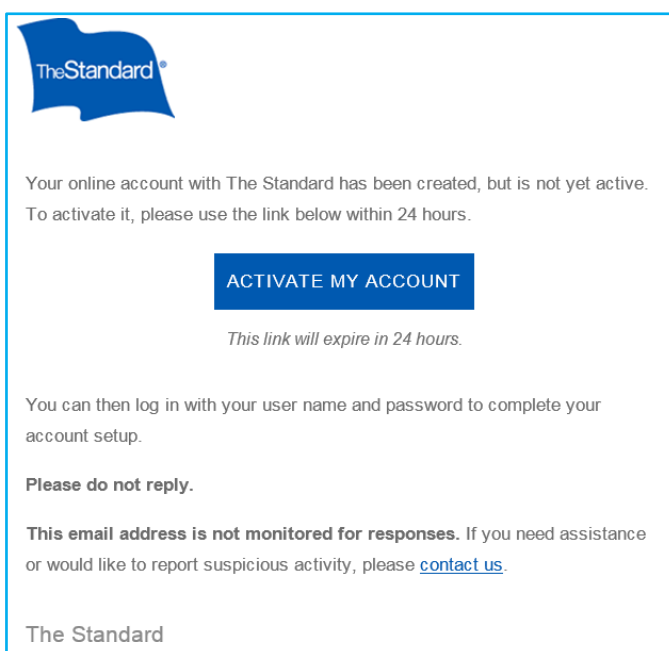 TheStandard®
Your online account with The Standard has been created, but is not yet active.
To activate it, please use the link below within 24 hours.
ACTIVATE MY ACCOUNT
This link will expire in 24 hours.
You can then log in with your user name and password to complete your
account setup.
Please do not reply.
This email address is not monitored for responses. If you need assistance
or would like to report suspicious activity, please contact us.
The Standard